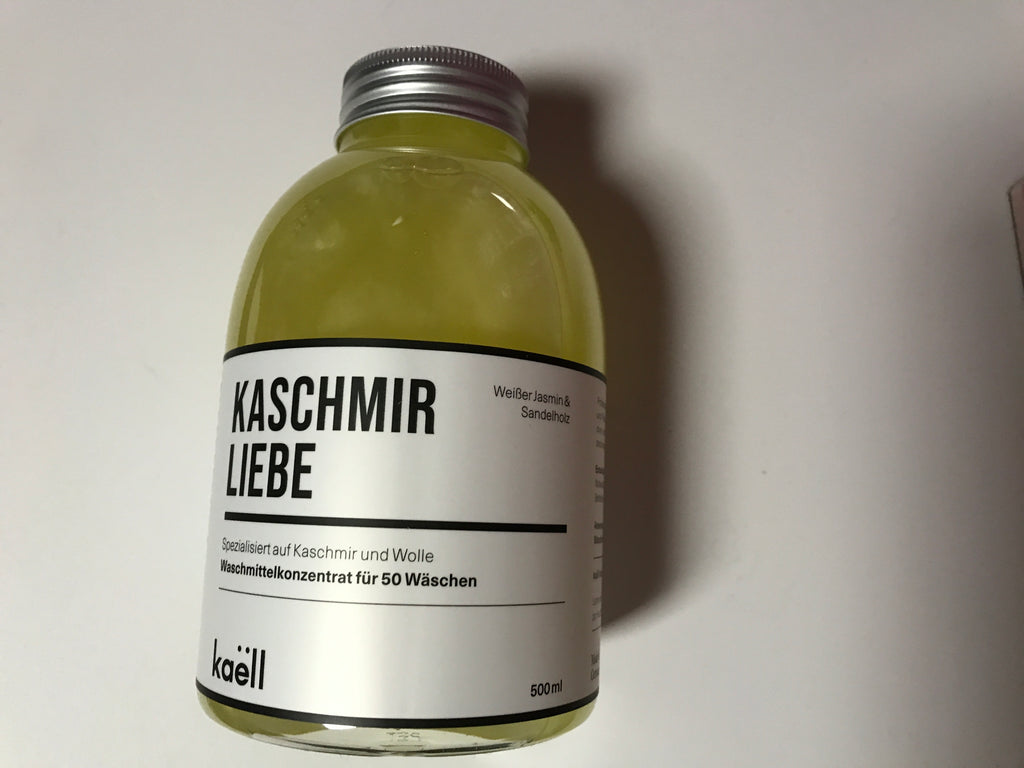 KASCHMIR
LIEBE
Weißer Jasmin &
Sandelholz
Spezialisiert auf Kaschmir und Wolle
Waschmittelkonzentrat für 50 Wäschen
kaëll
500 ml